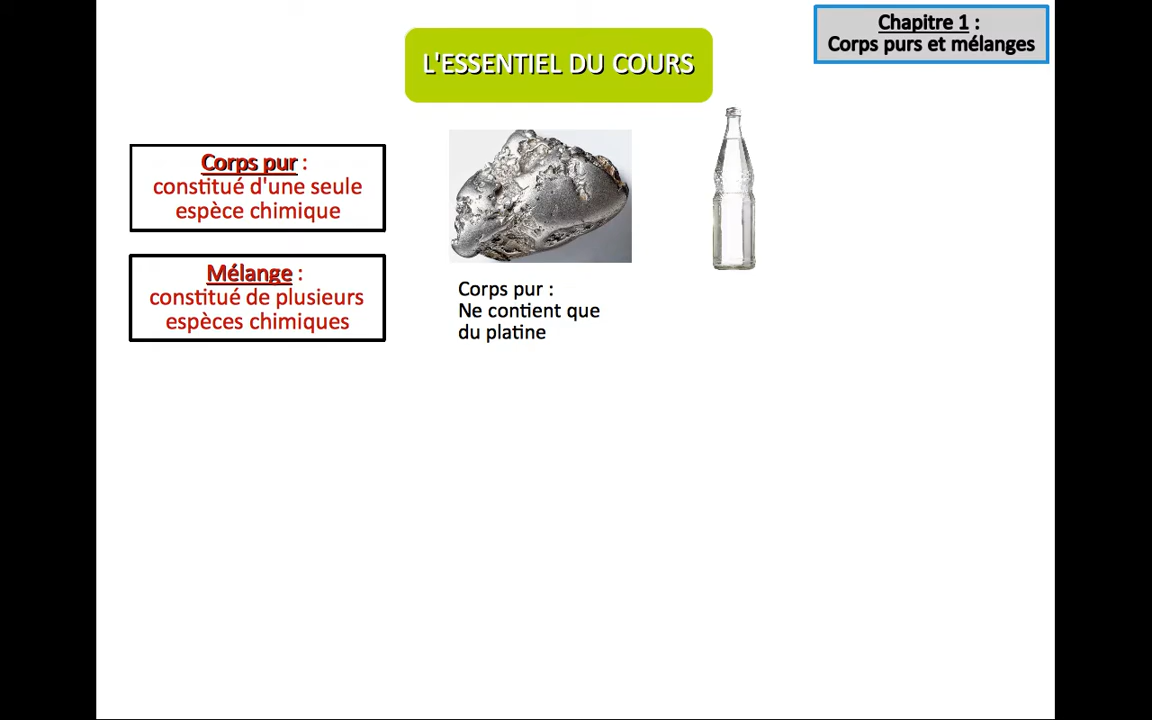 Chapitre 1 :
Corps purs et mélanges
L'ESSENTIEL DU COURS
Corps pur :
constitué d'une seule
espèce chimique
Mélange :
constitué de plusieurs
espèces chimiques
Corps pur :
Ne contient que
du platine